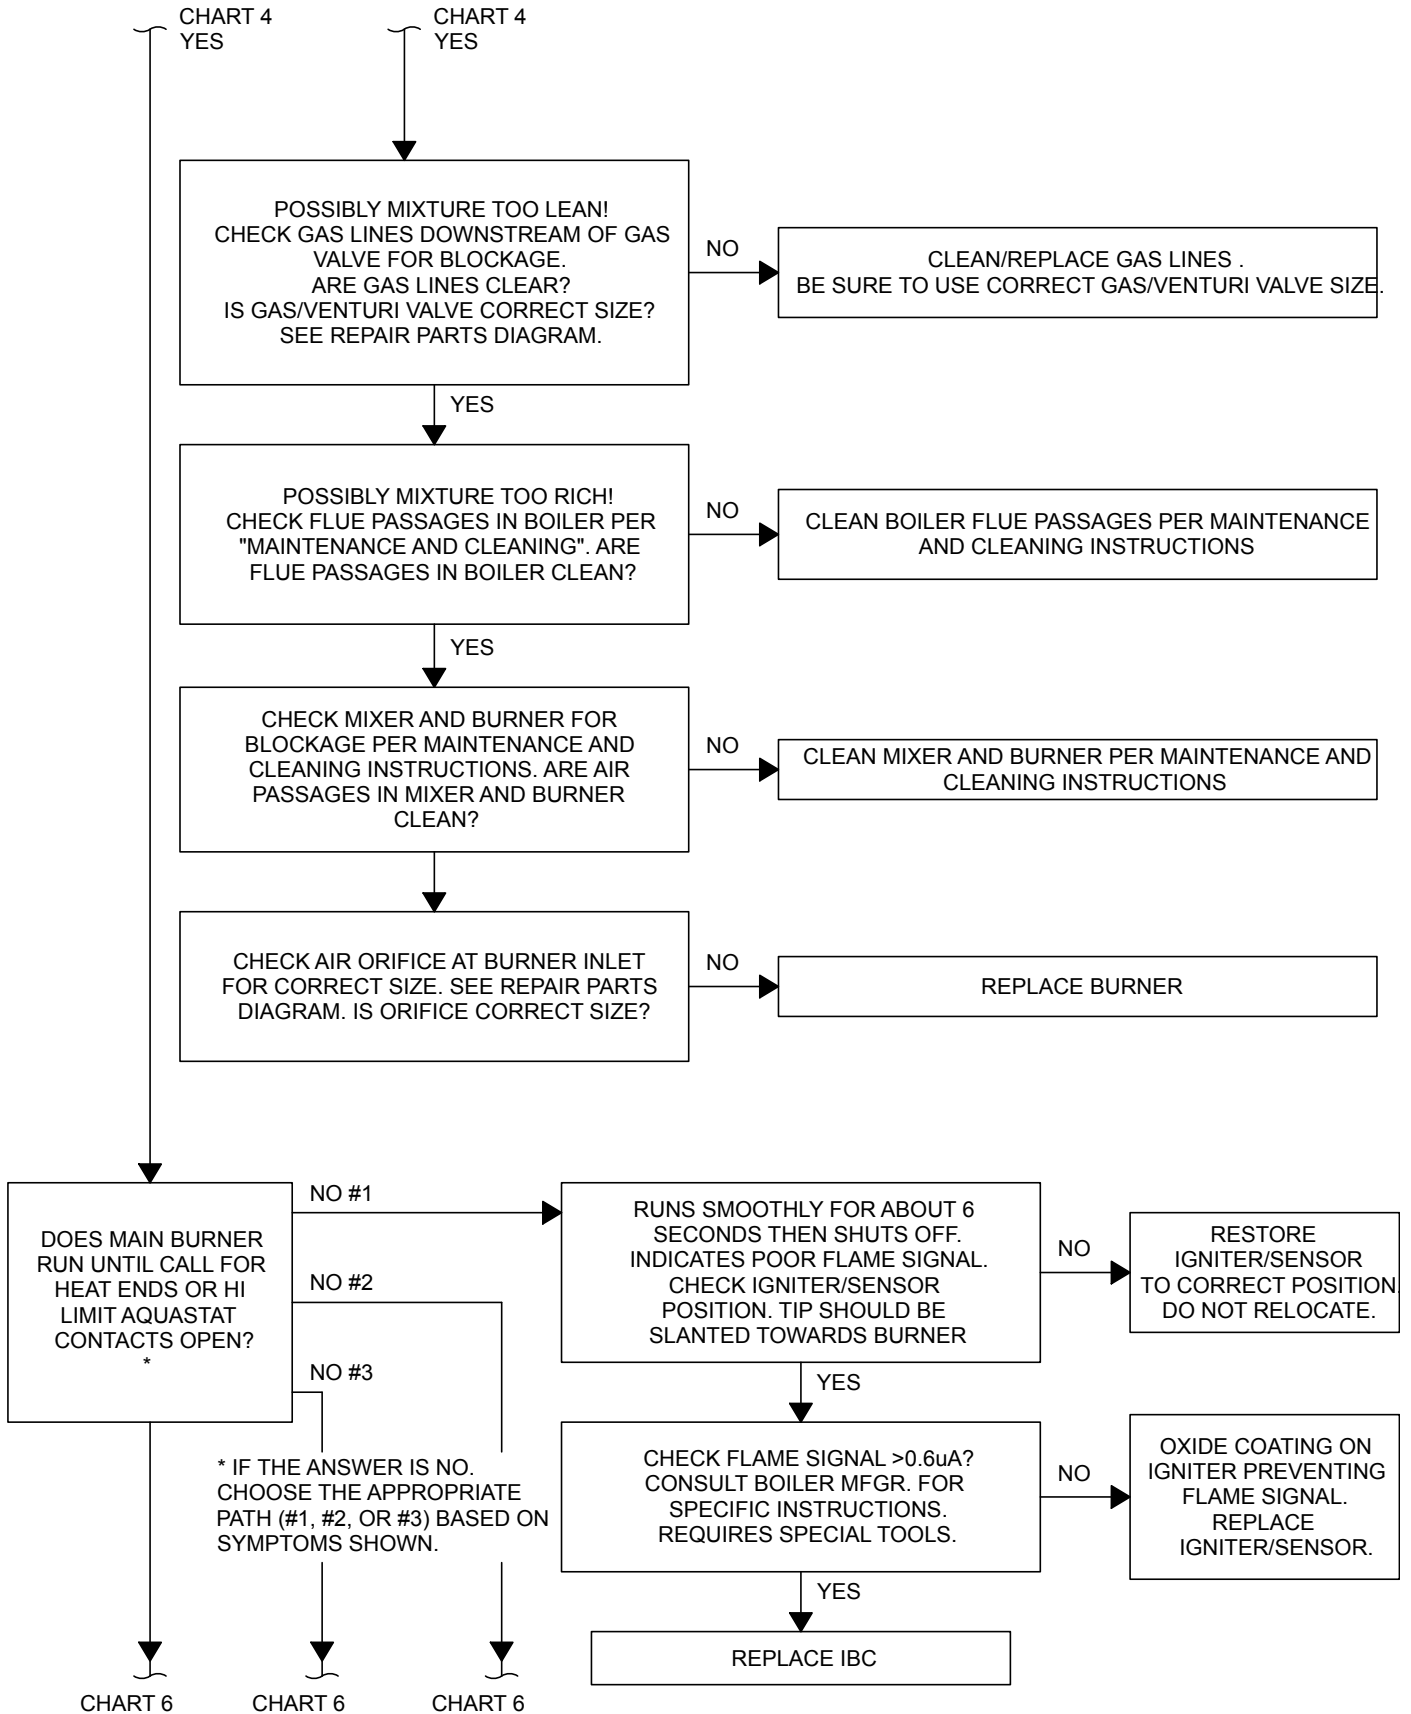 CHART 4
YES
CHART 4
YES
POSSIBLY MIXTURE TOO LEAN!
CHECK GAS LINES DOWNSTREAM OF GAS
VALVE FOR BLOCKAGE.
ARE GAS LINES CLEAR?
IS GAS/VENTURI VALVE CORRECT SIZE?
SEE REPAIR PARTS DIAGRAM.
NO
CLEAN/REPLACE GAS LINES .
BE SURE TO USE CORRECT GAS/VENTURI VALVE SIZE.
YES
POSSIBLY MIXTURE TOO RICH!
CHECK FLUE PASSAGES IN BOILER PER
"MAINTENANCE AND CLEANING". ARE
FLUE PASSAGES IN BOILER CLEAN?
NO
CLEAN BOILER FLUE PASSAGES PER MAINTENANCE
AND CLEANING INSTRUCTIONS
YES
CHECK MIXER AND BURNER FOR
BLOCKAGE PER MAINTENANCE AND
CLEANING INSTRUCTIONS. ARE AIR
PASSAGES IN MIXER AND BURNER
CLEAN?
NO
CLEAN MIXER AND BURNER PER MAINTENANCE AND
CLEANING INSTRUCTIONS
CHECK AIR ORIFICE AT BURNER INLET
FOR CORRECT SIZE. SEE REPAIR PARTS
DIAGRAM. IS ORIFICE CORRECT SIZE?
NO
REPLACE BURNER
DOES MAIN BURNER
RUN UNTIL CALL FOR
HEAT ENDS OR HI
LIMIT AQUASTAT
CONTACTS OPEN?
*
NO #1
NO #2
NO #3
RUNS SMOOTHLY FOR ABOUT 6
SECONDS THEN SHUTS OFF.
INDICATES POOR FLAME SIGNAL.
CHECK IGNITER/SENSOR
POSITION. TIP SHOULD BE
SLANTED TOWARDS BURNER
NO
RESTORE
IGNITER/SENSOR
TO CORRECT POSITION.
DO NOT RELOCATE.
YES
* IF THE ANSWER IS NO.
CHOOSE THE APPROPRIATE
PATH (#1, #2, OR #3) BASED ON
SYMPTOMS SHOWN.
CHECK FLAME SIGNAL >0.6uA?
CONSULT BOILER MFGR. FOR
SPECIFIC INSTRUCTIONS.
REQUIRES SPECIAL TOOLS.
NO
OXIDE COATING ON
IGNITER PREVENTING
FLAME SIGNAL.
REPLACE
IGNITER/SENSOR.
YES
REPLACE IBC
CHART 6
CHART 6
CHART 6